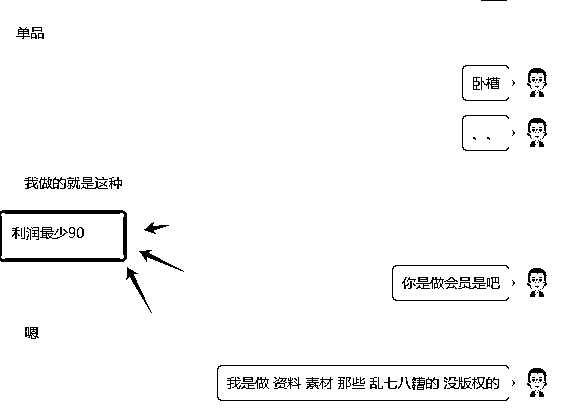 单品
卧槽
、、
我做的就是这种
利润最少90
你是做会员是吧
嗯
我是做 资料 素材 那些 乱七八糟的 没版权的